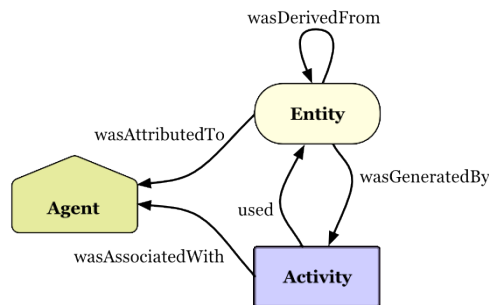 wasDerivedFrom
Entity
wasAttributedTo
wasGeneratedBy
Agent
used
wasAssociatedWith
Activity